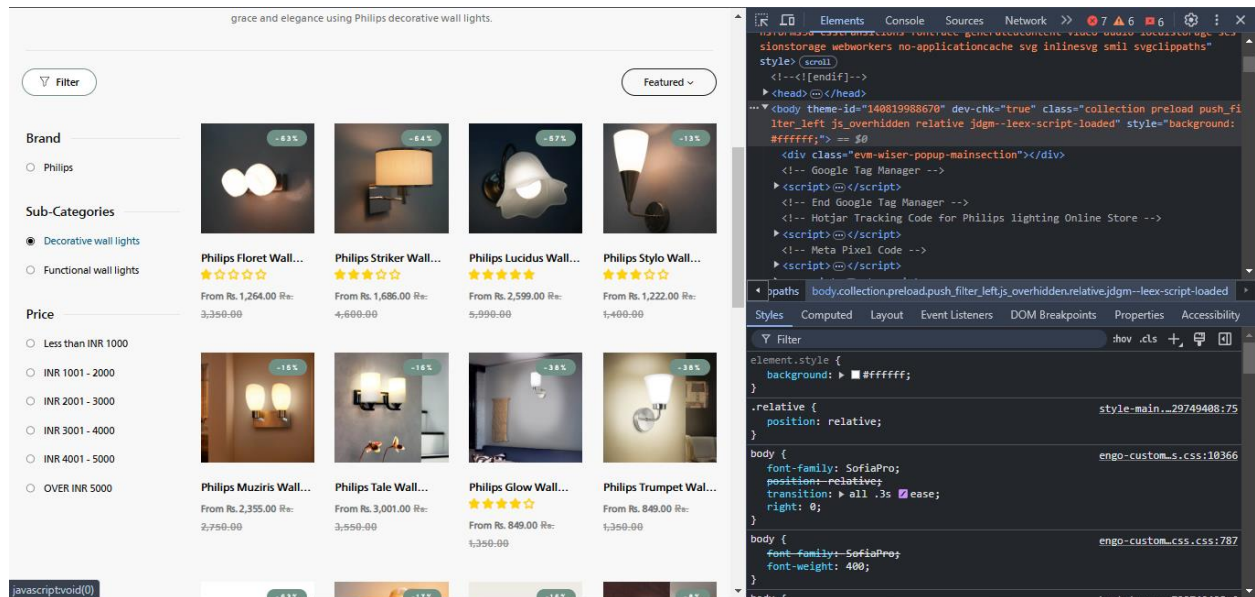 grace and elegance using Philips decorative wall lights.
Filter
Featured
Brand
Philips
Sub-Categories
Decorative wall lights
Functional wall lights
Price
Less than INR 1000
INR 1001 - 2000
INR 2001 - 3000
INR 3001 - 4000
INR 4001 - 5000
OVER INR 5000
-63%
-64%
-57%
-13%
Philips Floret Wall...
Philips Striker Wall...
Philips Lucidus Wall...
Philips Stylo Wall...
From Rs. 1,264.00 Rs.
3,350.00
From Rs. 1,686.00 Rs.
4,600.00
From Rs. 2,599.00 Rs.
5,990.00
From Rs. 1,222.00 Rs.
1,400.00
-15%
-16%
-38%
-38%
Philips Muziris Wall...
Philips Tale Wall...
Philips Glow Wall...
Philips Trumpet Wal...
From Rs. 2,355.00 Rs.
2,750.00
From Rs. 3,001.00 Rs.
3,550.00
From Rs. 849.00 Rs.
1,350.00
From Rs. 849.00 Rs.
1,350.00
javascript:void(0)
Elements Console Sources Network 7 6 6
sionstorage webworkers no-applicationcache svg inlinesvg smil svgclippaths"
style> scroll
<!--<![endif]-->
<head>…</head>
<body theme-id="140819988670" dev-chk="true" class="collection preload push_fi
lter_left js_overhidden relative jdgm--leex-script-loaded" style="background:
#ffffff;"> == $0
<div class="evm-wiser-popup-mainsection"></div>
<!-- Google Tag Manager -->
<script>…</script>
<!-- End Google Tag Manager -->
<!-- Hotjar Tracking Code for Philips lighting Online Store -->
<script>…</script>
<!-- Meta Pixel Code -->
<script>…</script>
ppaths body.collection.preload.push_filter_left.js_overhidden.relative.jdgm--leex-script-loaded
Styles Computed Layout Event Listeners DOM Breakpoints Properties Accessibility
Filter :hov .cls
element.style {
background: #ffffff;
}
.relative { style-main.…29749408:75
position: relative;
}
body { engo-custom…s.css:10366
font-family: SofiaPro;
position: relative;
transition: all .3s ease;
right: 0;
}
body { engo-custom…css.css:787
font-family: SofiaPro;
font-weight: 400;
}